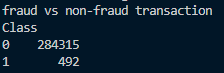 fraud vs non-fraud transaction
Class
0    284315
1       492